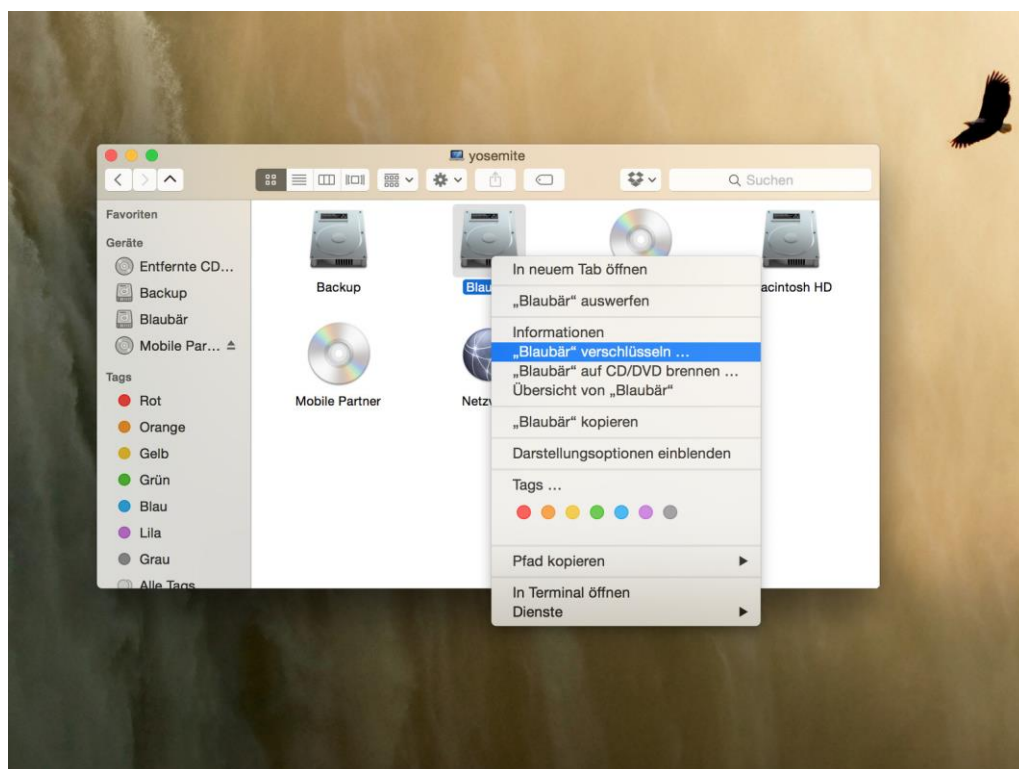 yosemite
Suchen
Favoriten
Geräte
Entfernte CD...
Backup
Blaubär
Mobile Par...
Tags
Rot
Orange
Gelb
Grün
Blau
Lila
Grau
Alle Tags
Backup
Blau
acintosh HD
Mobile Partner
Netzw
In neuem Tab öffnen
„Blaubär“ auswerfen
Informationen
„Blaubär“ verschlüsseln ...
„Blaubär“ auf CD/DVD brennen ...
Übersicht von „Blaubär“
„Blaubär“ kopieren
Darstellungsoptionen einblenden
Tags ...
Pfad kopieren
In Terminal öffnen
Dienste